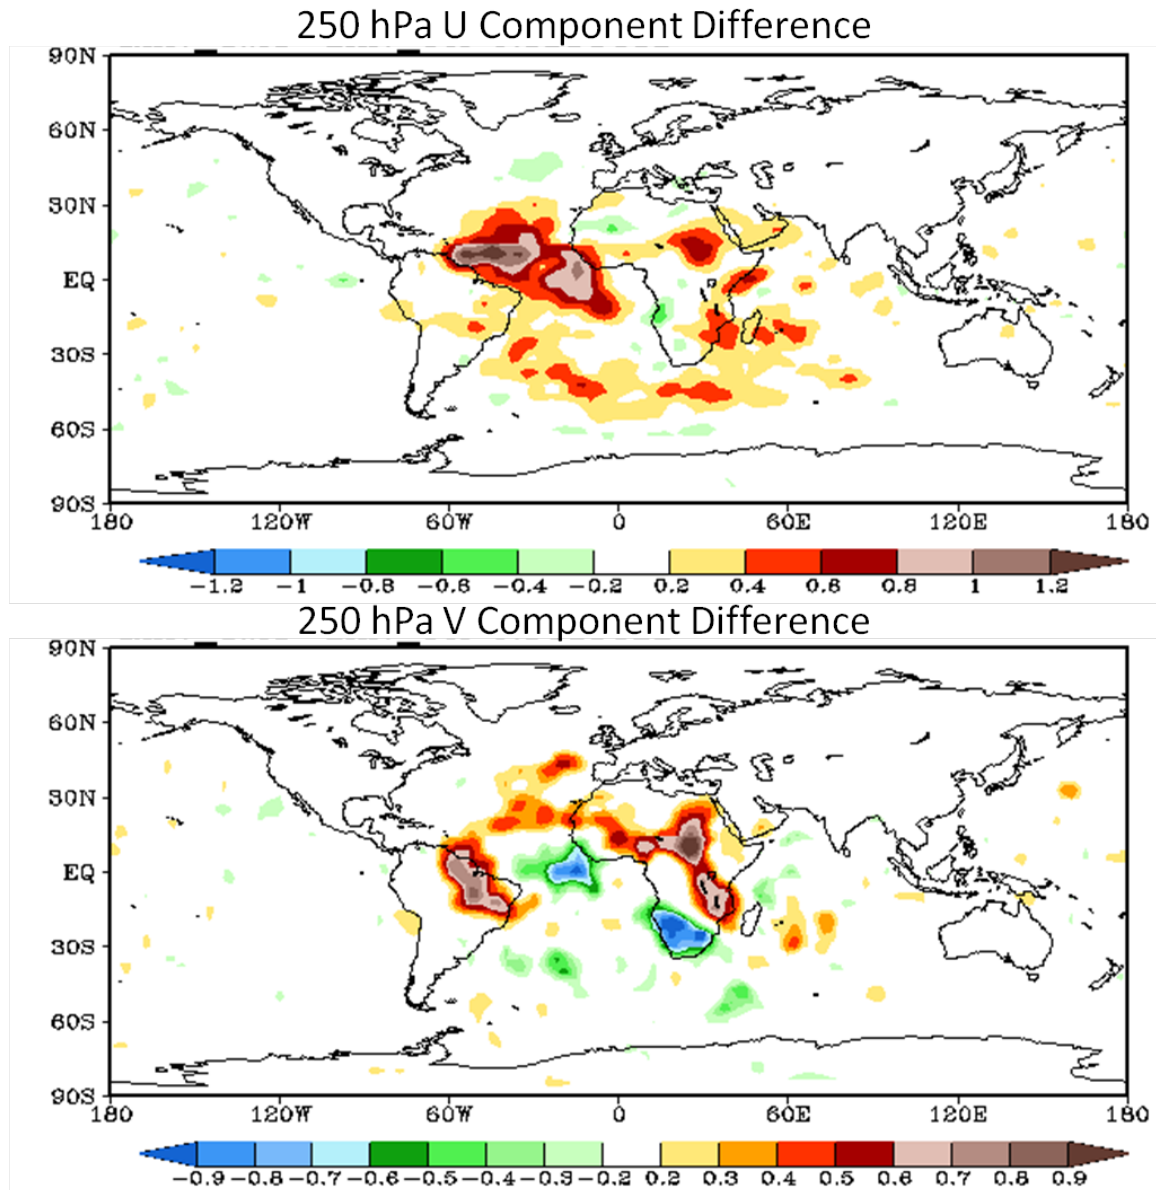 250 hPa U Component Difference
90N
60N
30N
EQ
30S
60S
90S
180 120W 60W 0 60E 120E 180
-1.2 -1 -0.8 -0.6 -0.4 -0.2 0.2 0.4 0.6 0.8 1 1.2
250 hPa V Component Difference
90N
60N
30N
EQ
30S
60S
90S
180 120W 60W 0 60E 120E 180
-0.9 -0.8 -0.7 -0.6 -0.5 -0.4 -0.3 -0.2 0.2 0.3 0.4 0.5 0.6 0.7 0.8 0.9